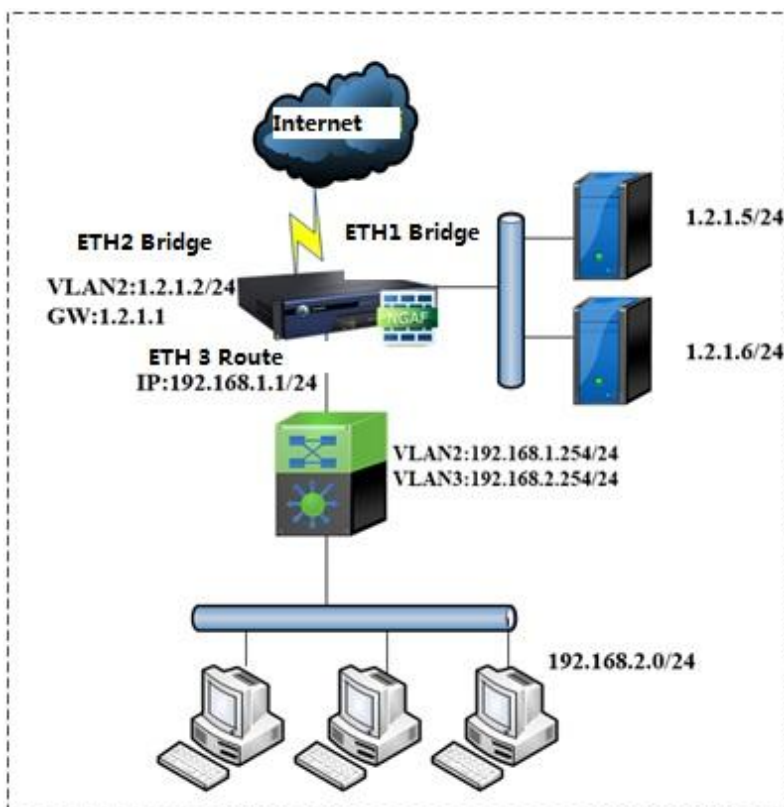 Internet
ETH2 Bridge
ETH1 Bridge
1.2.1.5/24
VLAN2:1.2.1.2/24
GW:1.2.1.1
NGAF
1.2.1.6/24
ETH 3 Route
IP:192.168.1.1/24
VLAN2:192.168.1.254/24
VLAN3:192.168.2.254/24
192.168.2.0/24